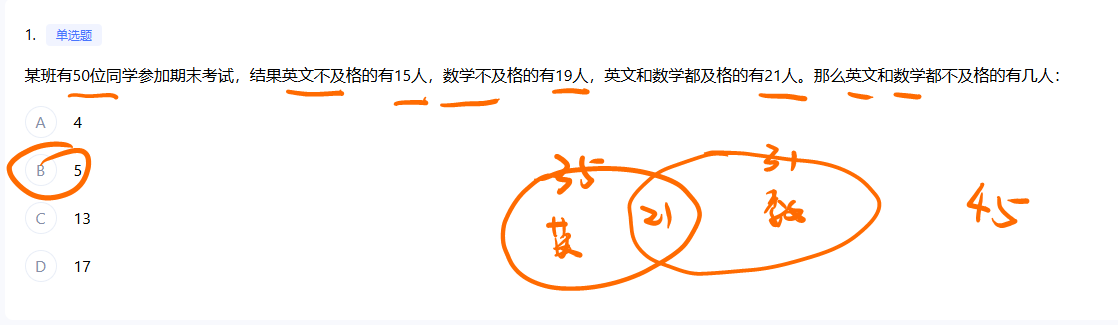 1. 单选题
某班有50位同学参加期末考试，结果英文不及格的有15人，数学不及格的有19人，英文和数学都及格的有21人。那么英文和数学都不及格的有几人：
A 4
B 5
C 13
D 17
35 31
英 21 数 45